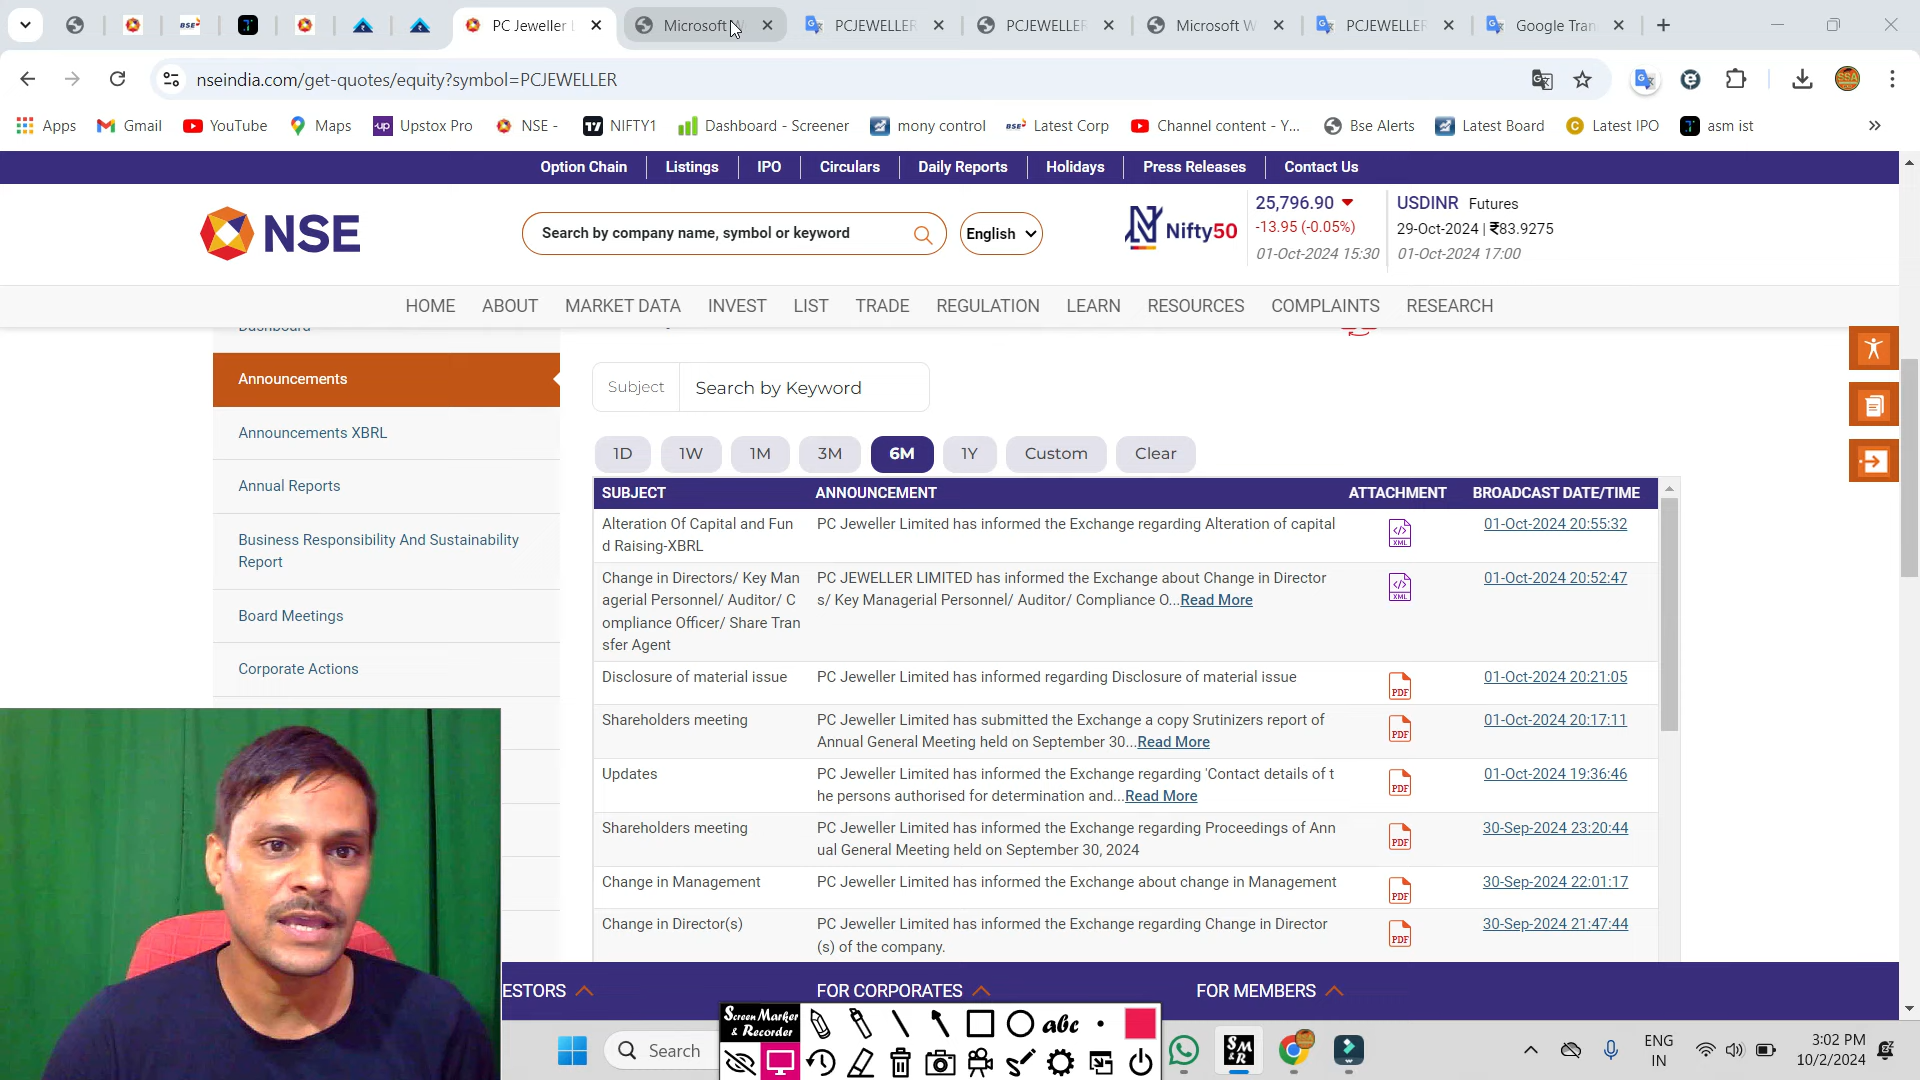 PC Jeweller
Microsoft W
PCJEWELLER
PCJEWELLER
Microsoft W
PCJEWELLER
Google Tran
nseindia.com/get-quotes/equity?symbol=PCJEWELLER
Apps
Gmail
YouTube
Maps
up
Upstox Pro
NSE -
NIFTY1
Dashboard - Screener
mony control
BSE
Latest Corp
Channel content - Y...
Bse Alerts
Latest Board
Latest IPO
asm ist
Option Chain
Listings
IPO
Circulars
Daily Reports
Holidays
Press Releases
Contact Us
NSE
Search by company name, symbol or keyword
English
Nifty50
25,796.90
-13.95 (-0.05%)
01-Oct-2024 15:30
USDINR Futures
29-Oct-2024 | ₹83.9275
01-Oct-2024 17:00
HOME ABOUT MARKET DATA INVEST LIST TRADE REGULATION LEARN RESOURCES COMPLAINTS RESEARCH
Dashboard
Announcements
Announcements XBRL
Annual Reports
Business Responsibility And Sustainability
Report
Board Meetings
Corporate Actions
Subject
Search by Keyword
1D 1W 1M 3M 6M 1Y Custom Clear
SUBJECT ANNOUNCEMENT ATTACHMENT BROADCAST DATE/TIME
Alteration Of Capital and Fun PC Jeweller Limited has informed the Exchange regarding Alteration of capital 01-Oct-2024 20:55:32
d Raising-XBRL XML
Change in Directors/ Key Man PC JEWELLER LIMITED has informed the Exchange about Change in Director 01-Oct-2024 20:52:47
agerial Personnel/ Auditor/ C s/ Key Managerial Personnel/ Auditor/ Compliance O...Read More XML
ompliance Officer/ Share Tran
sfer Agent
Disclosure of material issue PC Jeweller Limited has informed regarding Disclosure of material issue PDF 01-Oct-2024 20:21:05
Shareholders meeting PC Jeweller Limited has submitted the Exchange a copy Srutinizers report of 01-Oct-2024 20:17:11
Annual General Meeting held on September 30...Read More PDF
Updates PC Jeweller Limited has informed the Exchange regarding 'Contact details of t 01-Oct-2024 19:36:46
he persons authorised for determination and...Read More PDF
Shareholders meeting PC Jeweller Limited has informed the Exchange regarding Proceedings of Ann 30-Sep-2024 23:20:44
ual General Meeting held on September 30, 2024 PDF
Change in Management PC Jeweller Limited has informed the Exchange about change in Management PDF 30-Sep-2024 22:01:17
Change in Director(s) PC Jeweller Limited has informed the Exchange regarding Change in Director 30-Sep-2024 21:47:44
(s) of the company. PDF
ESTORS
FOR CORPORATES
FOR MEMBERS
Screen Marker
& Recorder
abc
Search
SM
&R
ENG
IN
3:02 PM
10/2/2024